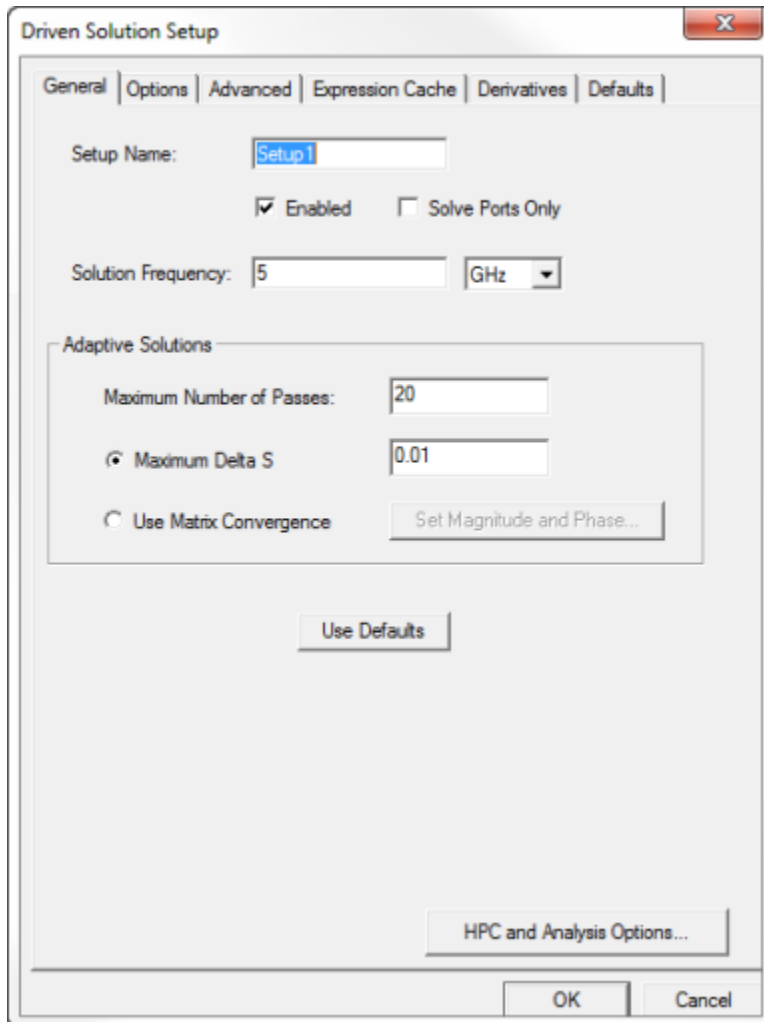 Driven Solution Setup
General Options Advanced Expression Cache Derivatives Defaults
Setup Name: Setup1
Enabled Solve Ports Only
Solution Frequency: 5 GHz
Adaptive Solutions
Maximum Number of Passes: 20
Maximum Delta S 0.01
Use Matrix Convergence Set Magnitude and Phase...
Use Defaults
HPC and Analysis Options...
OK Cancel